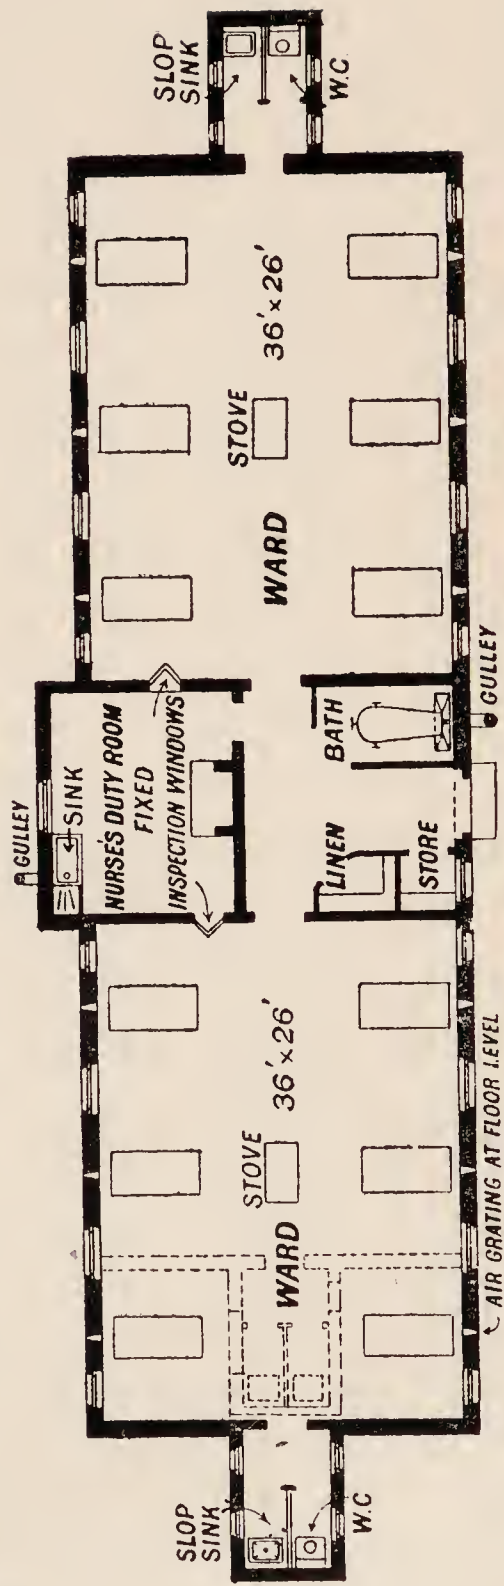 SLOP
SINK
W.C.
36' × 26'
STOVE
WARD
GULLEY
SINK
NURSE'S DUTY ROOM
FIXED
INSPECTION WINDOWS
BATH
GULLEY
LINEN
STORE
36' × 26'
STOVE
WARD
AIR GRATING AT FLOOR LEVEL
SLOP
SINK
W.C